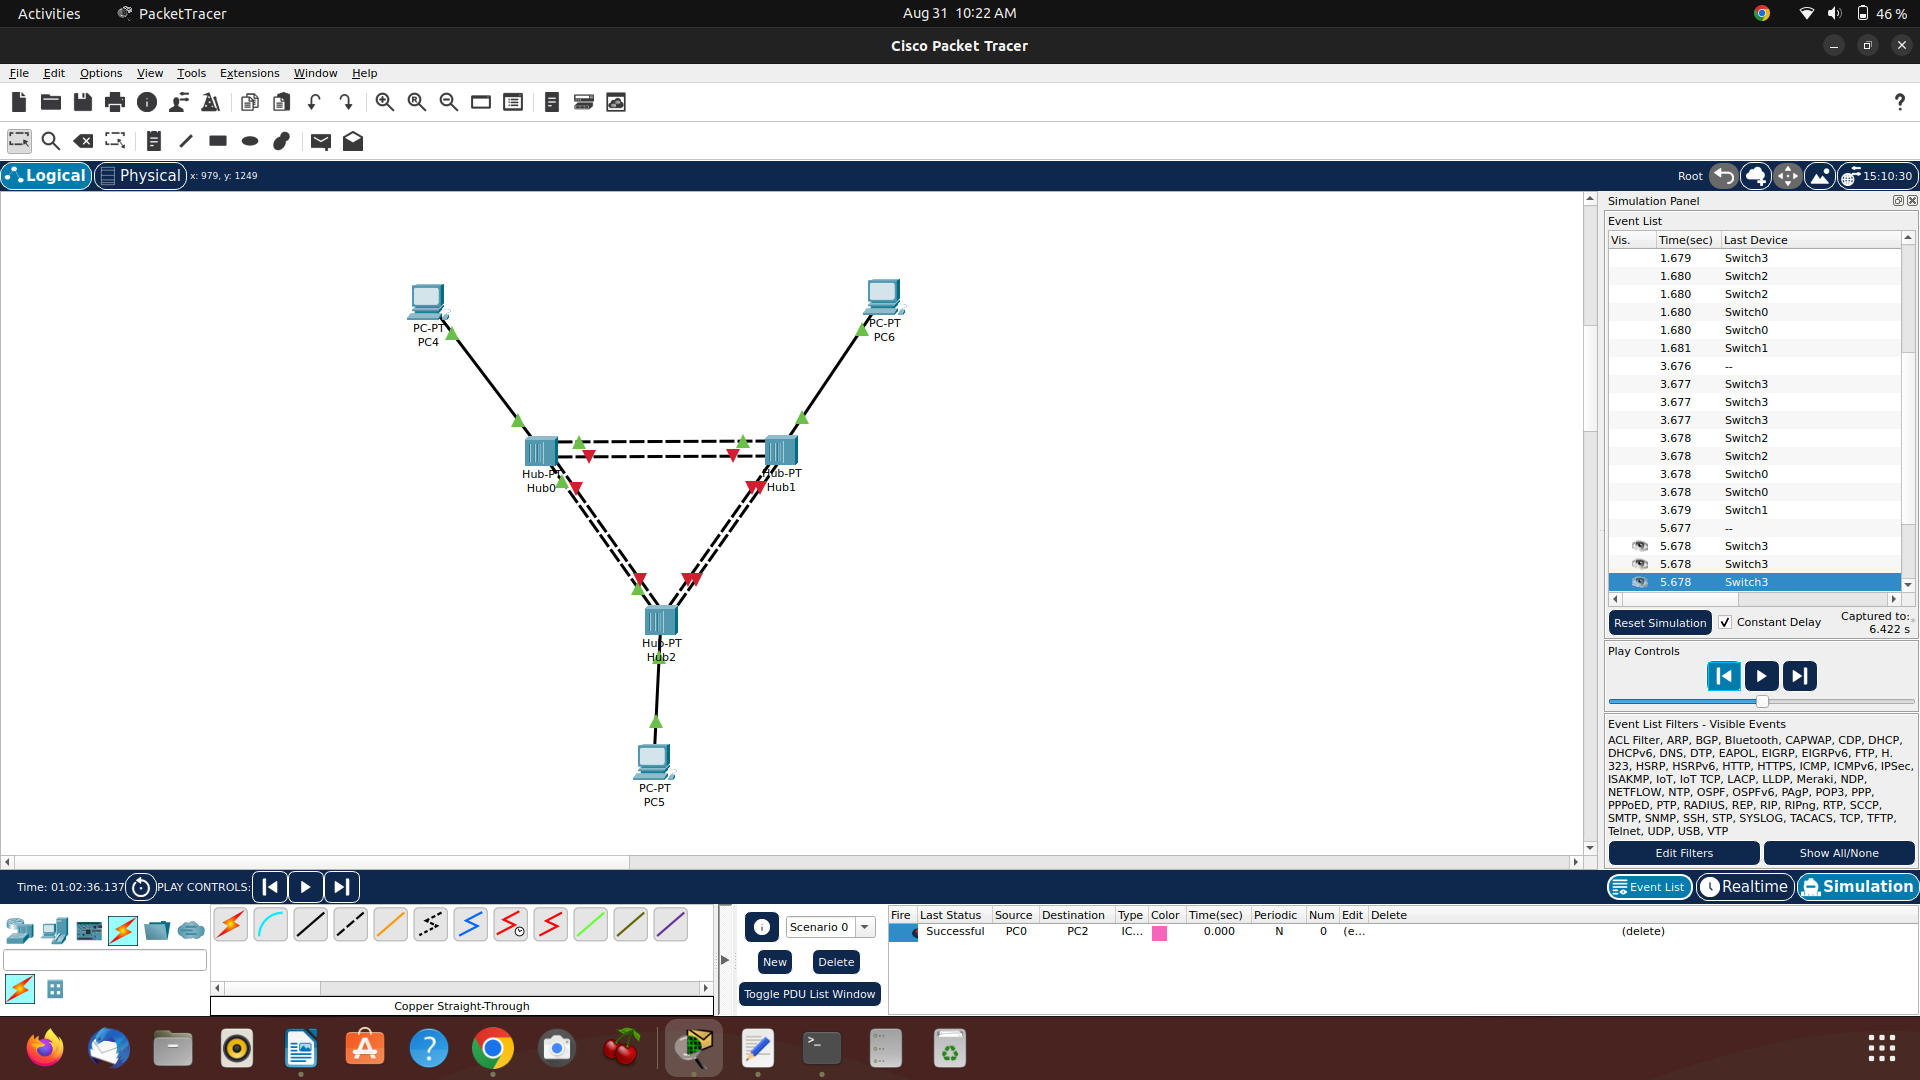 Activities
PacketTracer
Aug 31 10:22 AM
46 %
Cisco Packet Tracer
File Edit Options View Tools Extensions Window Help
?
Logical
Physical
x: 979, y: 1249
Root
15:10:30
PC-PT
PC4
PC-PT
PC6
Hub-PT
Hub0
Hub-PT
Hub1
Hub-PT
Hub2
PC-PT
PC5
Simulation Panel
Event List
Vis. Time(sec) Last Device
1.679 Switch3
1.680 Switch2
1.680 Switch2
1.680 Switch0
1.680 Switch0
1.681 Switch1
3.676 --
3.677 Switch3
3.677 Switch3
3.677 Switch3
3.678 Switch2
3.678 Switch2
3.678 Switch0
3.678 Switch0
3.679 Switch1
5.677 --
5.678 Switch3
5.678 Switch3
5.678 Switch3
Reset Simulation
Constant Delay
Captured to:
6.422 s
Play Controls
Event List Filters - Visible Events
ACL Filter, ARP, BGP, Bluetooth, CAPWAP, CDP, DHCP,
DHCPv6, DNS, DTP, EAPOL, EIGRP, EIGRPv6, FTP, H.
323, HSRP, HSRPv6, HTTP, HTTPS, ICMP, ICMPv6, IPSec,
ISAKMP, IoT, IoT TCP, LACP, LLDP, Meraki, NDP,
NETFLOW, NTP, OSPF, OSPFv6, PAgP, POP3, PPP,
PPPoED, PTP, RADIUS, REP, RIP, RIPng, RTP, SCCP,
SMTP, SNMP, SSH, STP, SYSLOG, TACACS, TCP, TFTP,
Telnet, UDP, USB, VTP
Edit Filters
Show All/None
Time: 01:02:36.137
PLAY CONTROLS:
Event List
Realtime
Simulation
Copper Straight-Through
Scenario 0
New
Delete
Toggle PDU List Window
Fire Last Status Source Destination Type Color Time(sec) Periodic Num Edit Delete
Successful PC0 PC2 IC... 0.000 N 0 (e... (delete)